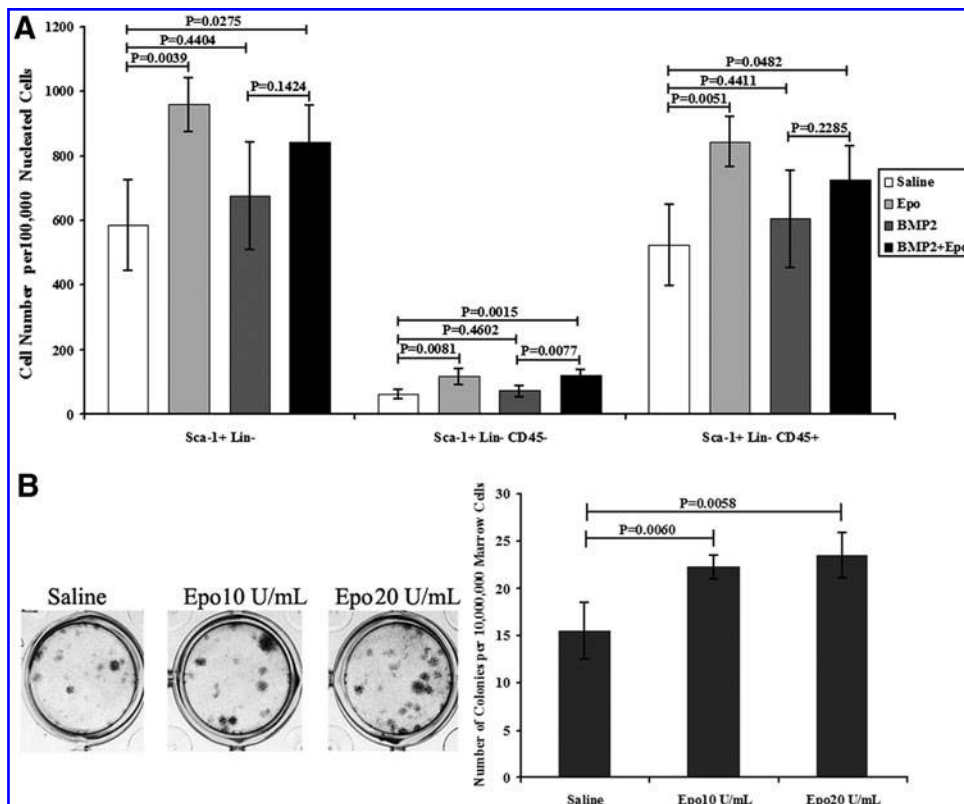 A
Cell Number per100,000 Nucleated Cells
1200
1000
800
600
400
200
0
P=0.0275
P=0.4404
P=0.0039
P=0.1424
P=0.0015
P=0.4602
P=0.0081
P=0.0077
P=0.0482
P=0.4411
P=0.0051
P=0.2285
Sca-1+ Lin-
Sca-1+ Lin- CD45-
Sca-1+ Lin- CD45+
Saline
Epo
BMP2
BMP2+Epo
B
Saline
Epo10 U/mL
Epo20 U/mL
Number of Colonies per 10,000,000 Marrow Cells
30
25
20
15
10
5
0
P=0.0058
P=0.0060
Saline
Epo10 U/mL
Epo20 U/mL